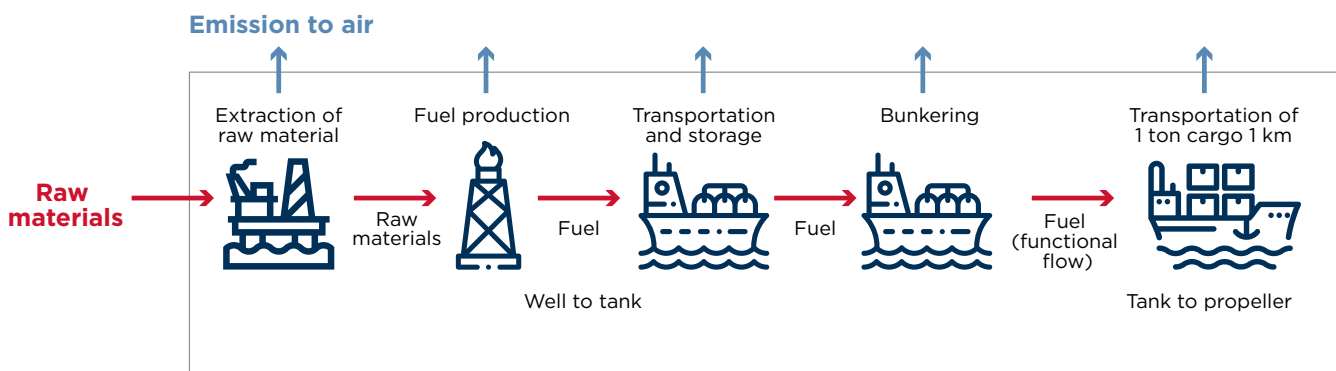 Emission to air
Extraction of
raw material
Fuel production
Transportation
and storage
Bunkering
Transportation of
1 ton cargo 1 km
Raw
materials
Raw
materials
Fuel
Fuel
Fuel
(functional
flow)
Well to tank
Tank to propeller